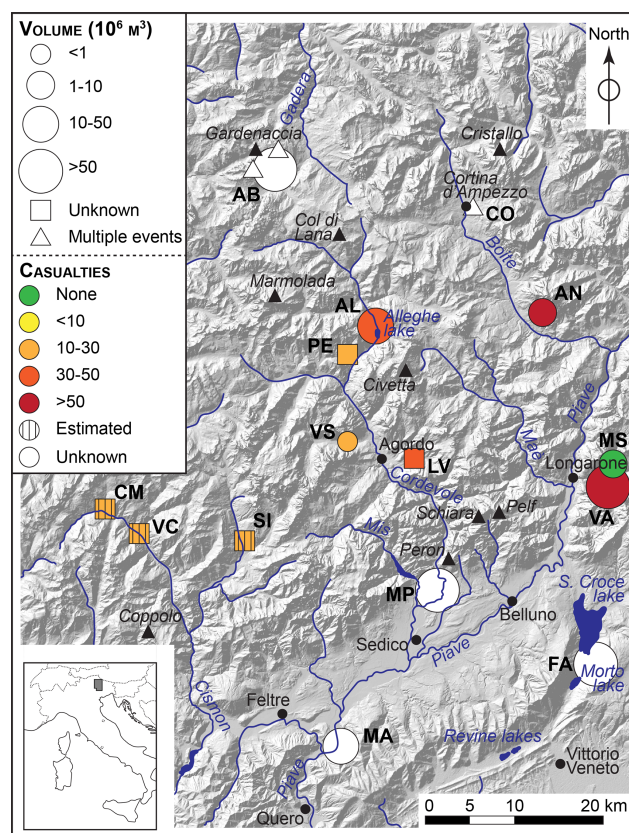 VOLUME (10⁶ M³)
<1
1-10
10-50
>50
Unknown
Multiple events
CASUALTIES
None
<10
10-30
30-50
>50
Estimated
Unknown
North
Gadera
Gardenaccia
AB
Cristallo
Cortina
d'Ampezzo
CO
Col di
Lana
Boite
Marmolada
AN
AL
Alleghe
lake
PE
Civetta
Piave
VS
Agordo
LV
Cordevole
Mae
MS
Longarone
VA
CM
VC
SI
Mis
Schiara
Pelf
Peron
MP
S. Croce
lake
Belluno
Coppolo
Sedico
Piave
FA
Morto
lake
Cismon
Feltre
MA
Revine lakes
Vittorio
Veneto
Piave
Quero
0 5 10 20 km